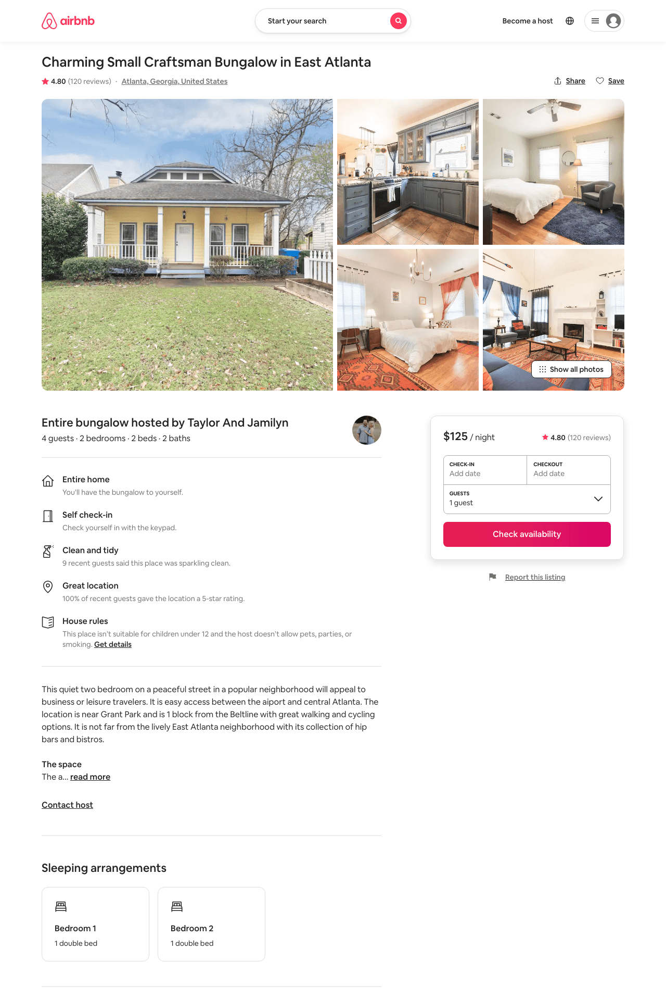 airbnb
Start your search
Become a host
Charming Small Craftsman Bungalow in East Atlanta
4.80 (120 reviews) · Atlanta, Georgia, United States
Share
Save
Show all photos
Entire bungalow hosted by Taylor And Jamilyn
4 guests · 2 bedrooms · 2 beds · 2 baths
Entire home
You’ll have the bungalow to yourself.
Self check-in
Check yourself in with the keypad.
Clean and tidy
9 recent guests said this place was sparkling clean.
Great location
100% of recent guests gave the location a 5-star rating.
House rules
This place isn’t suitable for children under 12 and the host doesn’t allow pets, parties, or
smoking. Get details
$125 / night
4.80 (120 reviews)
CHECK-IN
Add date
CHECKOUT
Add date
GUESTS
1 guest
Check availability
Report this listing
This quiet two bedroom on a peaceful street in a popular neighborhood will appeal to
business or leisure travelers. It is easy access between the aiport and central Atlanta. The
location is near Grant Park and is 1 block from the Beltline with great walking and cycling
options. It is not far from the lively East Atlanta neighborhood with its collection of hip
bars and bistros.
The space
The a... read more
Contact host
Sleeping arrangements
Bedroom 1
1 double bed
Bedroom 2
1 double bed